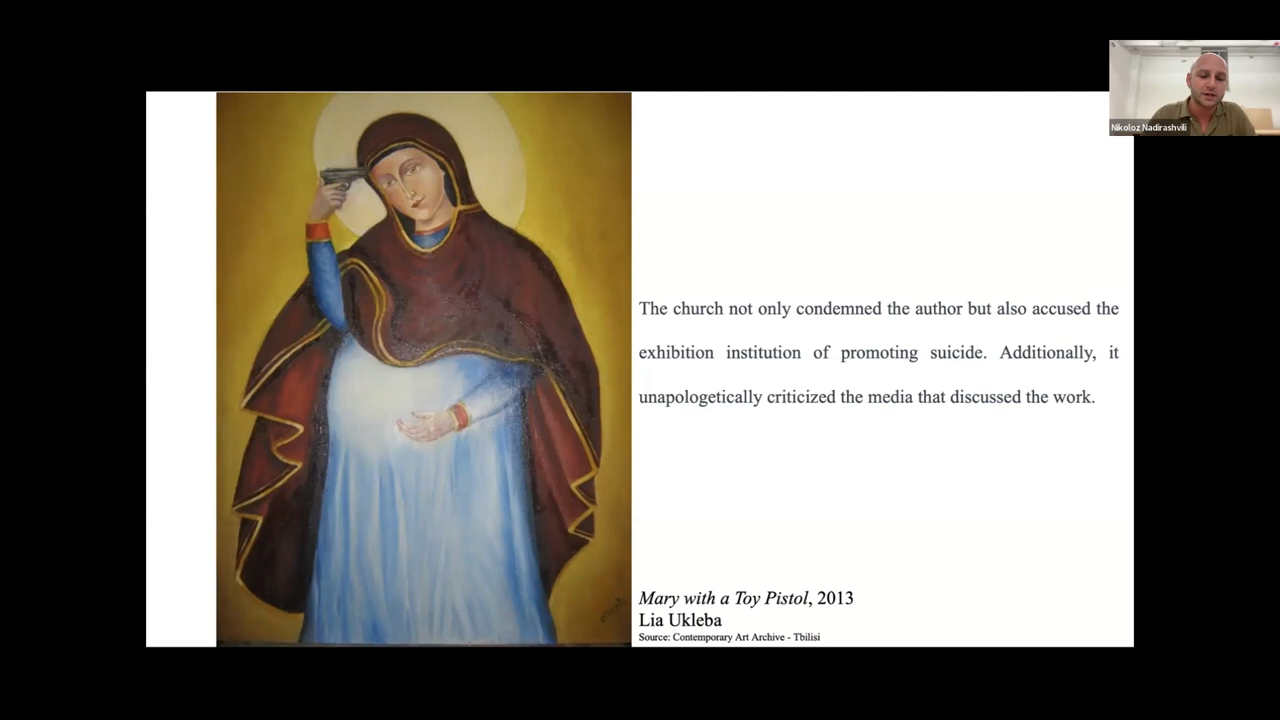 Nikoloz Nadirashvili
The church not only condemned the author but also accused the
exhibition institution of promoting suicide. Additionally, it
unapologetically criticized the media that discussed the work.
Mary with a Toy Pistol, 2013
Lia Ukleba
Source: Contemporary Art Archive - Tbilisi